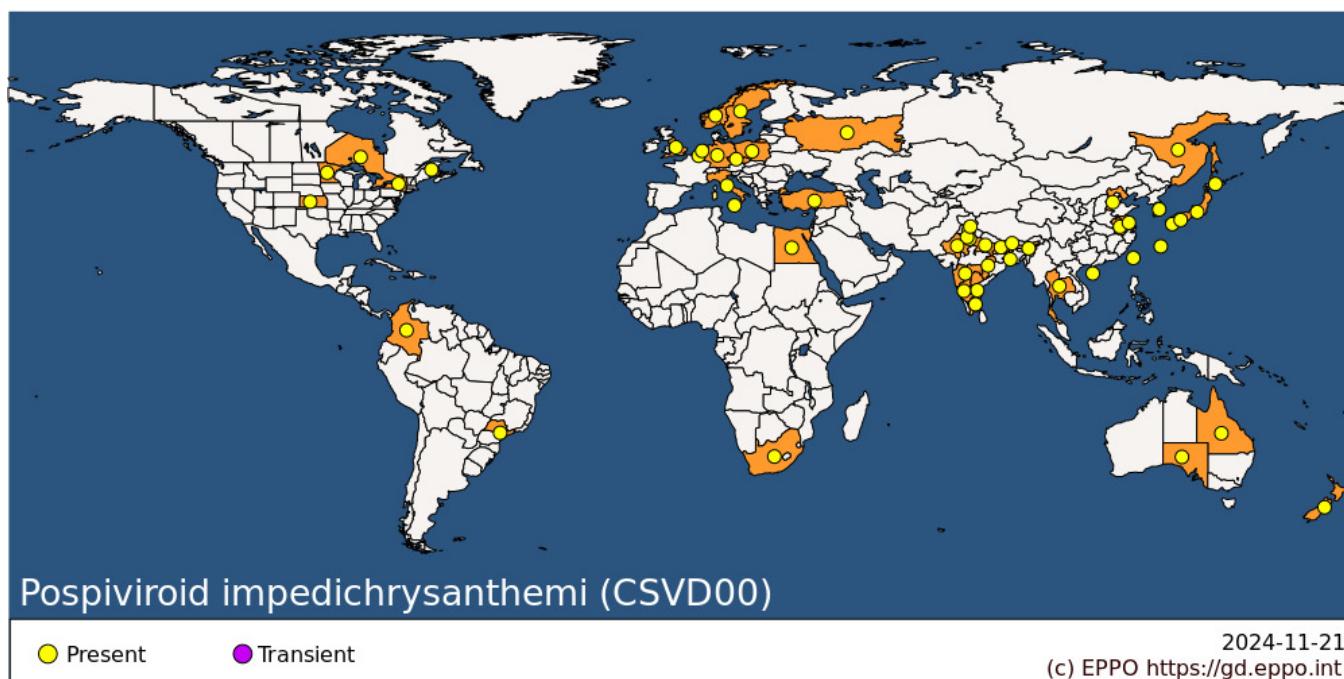 Pospiviroid impedichrysanthemi (CSVD00)
Present
Transient
2024-11-21
(c) EPPO https://gd.eppo.int